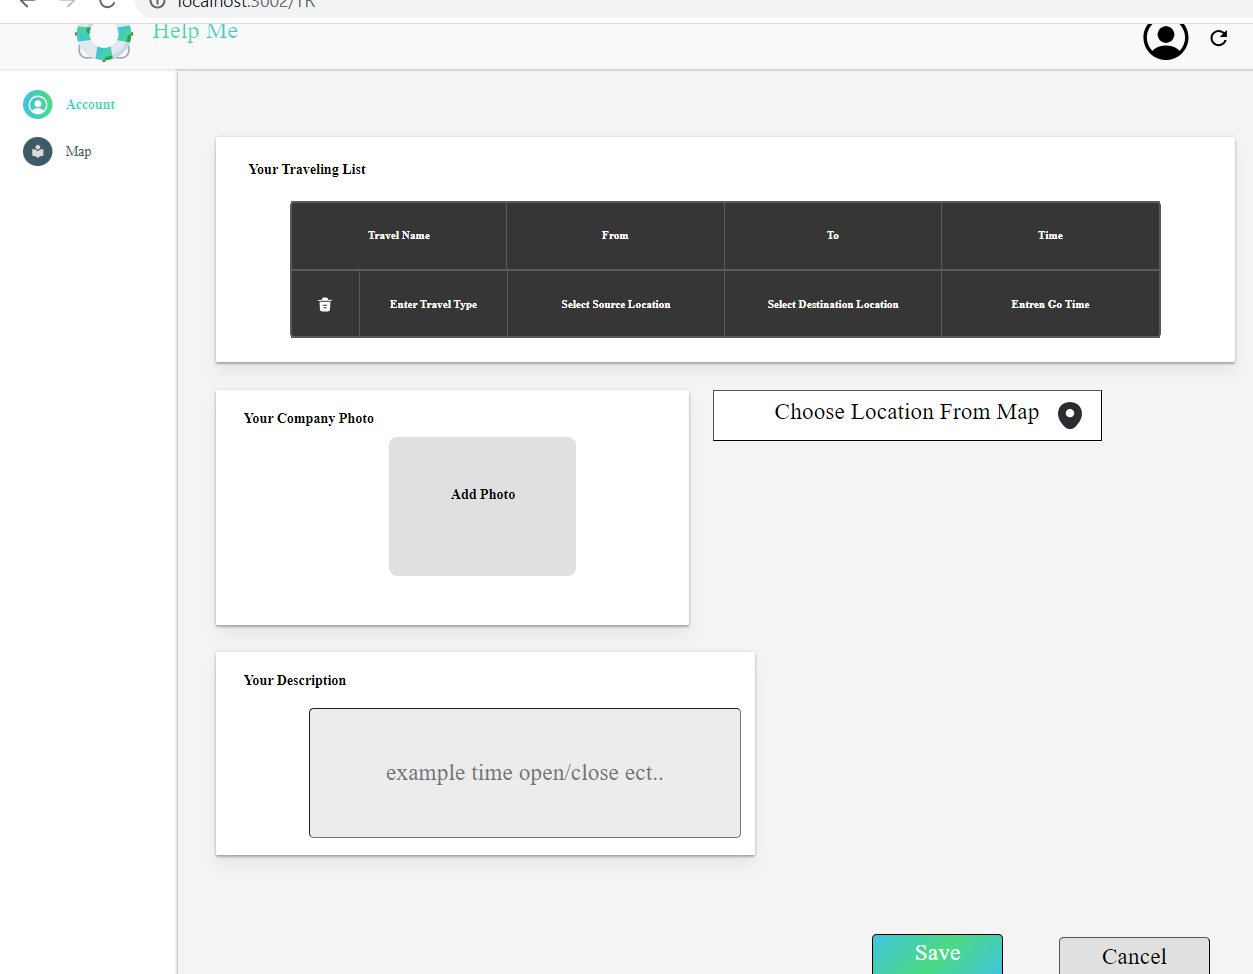 localhost:3002/TR
Help Me
Account
Map
Your Traveling List
Travel Name From To Time
Enter Travel Type Select Source Location Select Destination Location Entren Go Time
Your Company Photo
Choose Location From Map
Add Photo
Your Description
example time open/close ect..
Save
Cancel